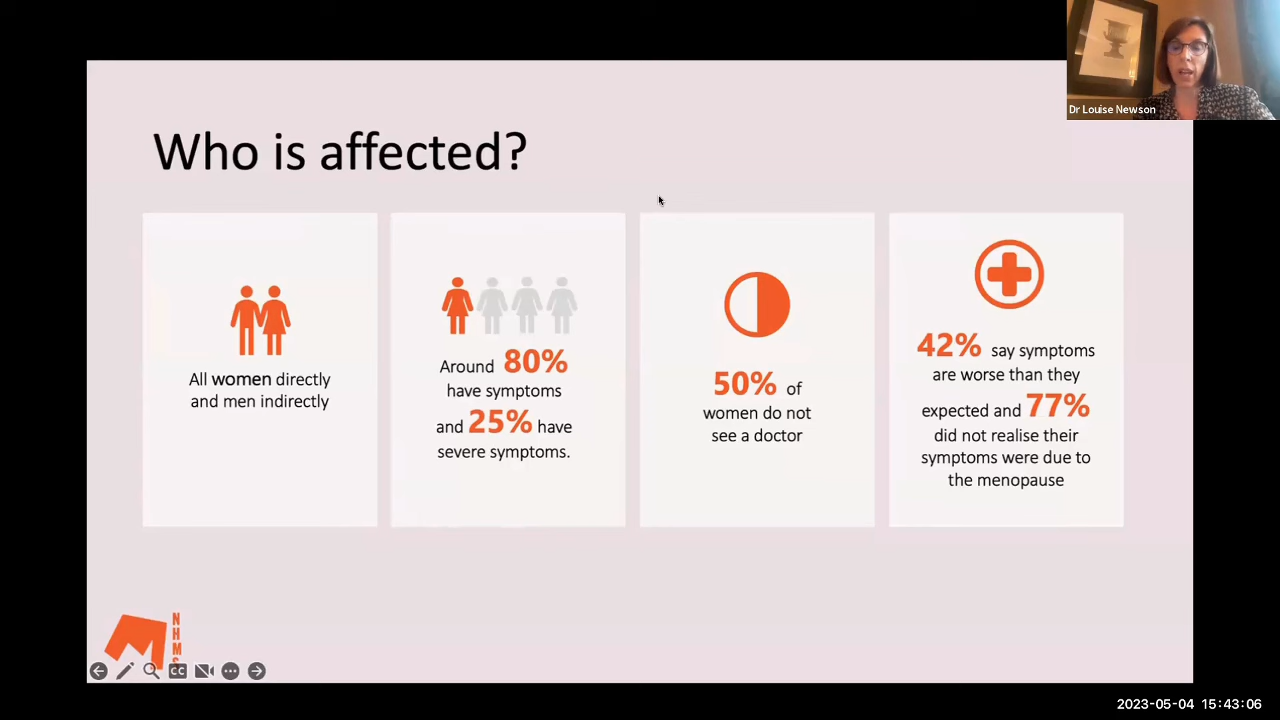 Dr Louise Newson
Who is affected?
All women directly
and men indirectly
Around 80%
have symptoms
and 25% have
severe symptoms.
50% of
women do not
see a doctor
42% say symptoms
are worse than they
expected and 77%
did not realise their
symptoms were due to
the menopause
NHMS
CC
2023-05-04 15:43:06